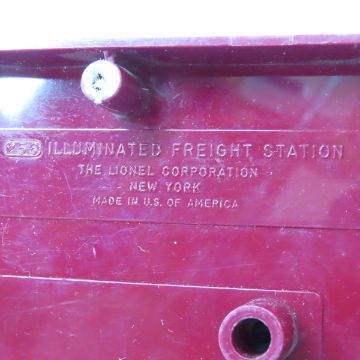 256 ILLUMINATED FREIGHT STATION
THE LIONEL CORPORATION
NEW YORK
MADE IN U.S. OF AMERICA